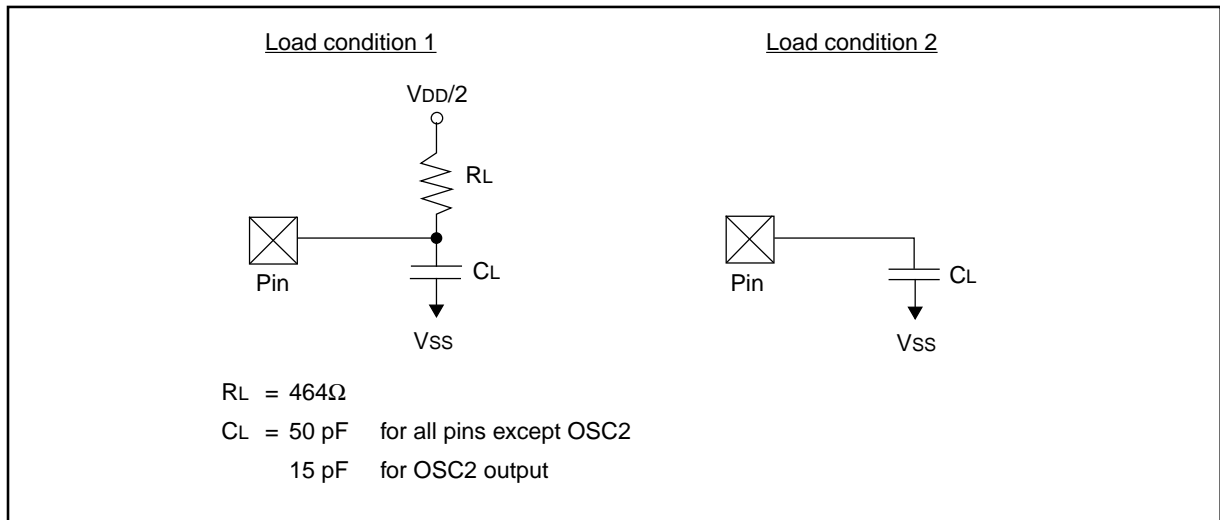 Load condition 1
Load condition 2
VDD/2
RL
CL
Pin
VSS
Pin
CL
VSS
RL = 464Ω
CL = 50 pF for all pins except OSC2
15 pF for OSC2 output